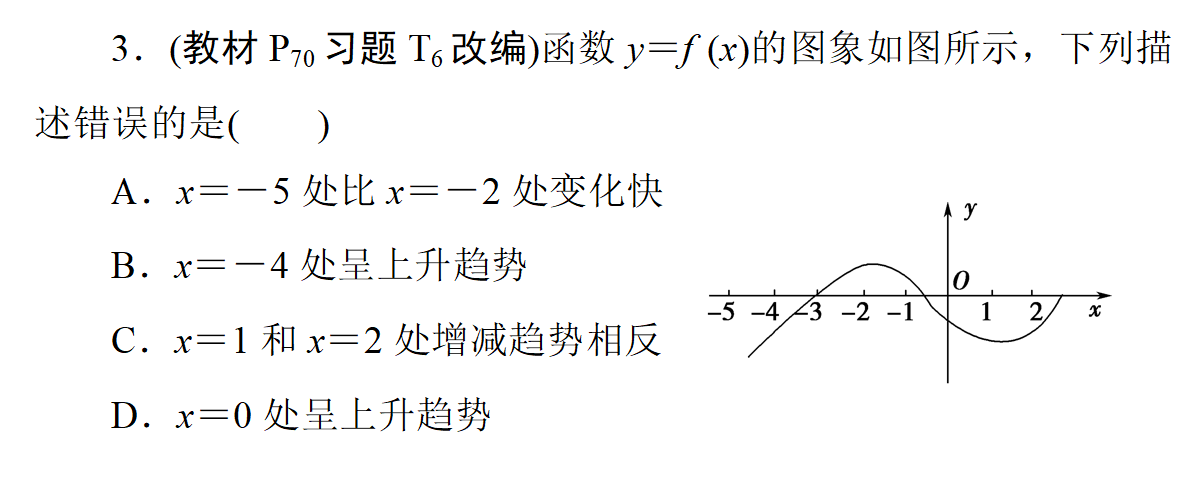 3．(教材 P70 习题 T6 改编)函数 y＝f (x)的图象如图所示，下列描
述错误的是(　　)
A．x＝－5 处比 x＝－2 处变化快
B．x＝－4 处呈上升趋势
C．x＝1 和 x＝2 处增减趋势相反
D．x＝0 处呈上升趋势
y
O
–5 –4 –3 –2 –1 1 2 x